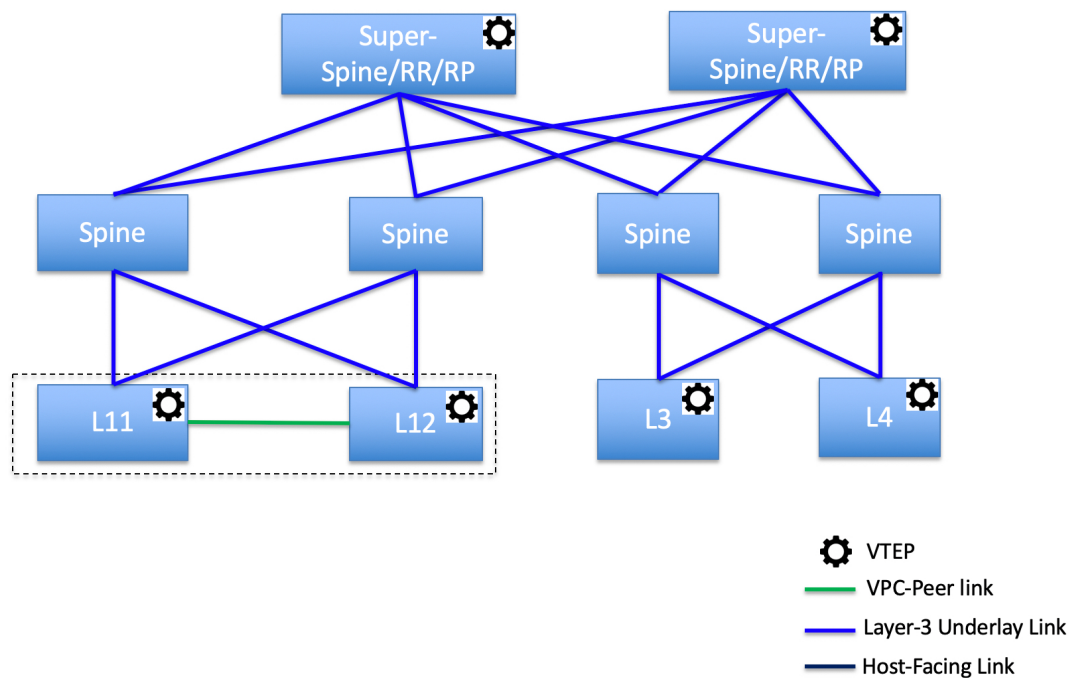 Super-
Spine/RR/RP
Super-
Spine/RR/RP
Spine
Spine
Spine
Spine
L11
L12
L3
L4
VTEP
VPC-Peer link
Layer-3 Underlay Link
Host-Facing Link